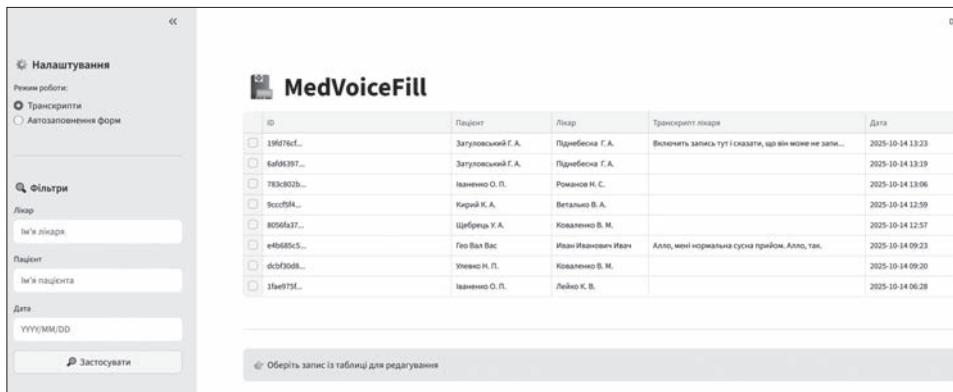 Налаштування
Режим роботи:
Транскрипти
Автозаповнення форм
Фільтри
Лікар
Ім'я лікаря
Пацієнт
Ім'я пацієнта
Дата
YYYY/MM/DD
Застосувати
MedVoiceFill
ID Пацієнт Лікар Транскрипт лікаря Дата
19fd76cf... Затуловський Г. А. Піднебесна Г. А. Включить запись тут і сказати, що він може не запи... 2025-10-14 13:23
6afd6397... Затуловський Г. А. Піднебесна Г. А. 2025-10-14 13:19
783c802b... Іваненко О. П. Романов Н. С. 2025-10-14 13:06
9cccf5f4... Кирий К. А. Веталько В. А. 2025-10-14 12:59
8056fa37... Щебрець У. А. Коваленко В. М. 2025-10-14 12:57
e4b685c5... Гео Вал Вас Иван Иванович Ивач Алло, мені нормальна сусна прийом. Алло, так. 2025-10-14 09:23
dcbf30d8... Улевко Н. П. Коваленко В. М. 2025-10-14 09:20
1fae975f... Іваненко О. П. Лейко К. В. 2025-10-14 06:28
Оберіть запис із таблиці для редагування